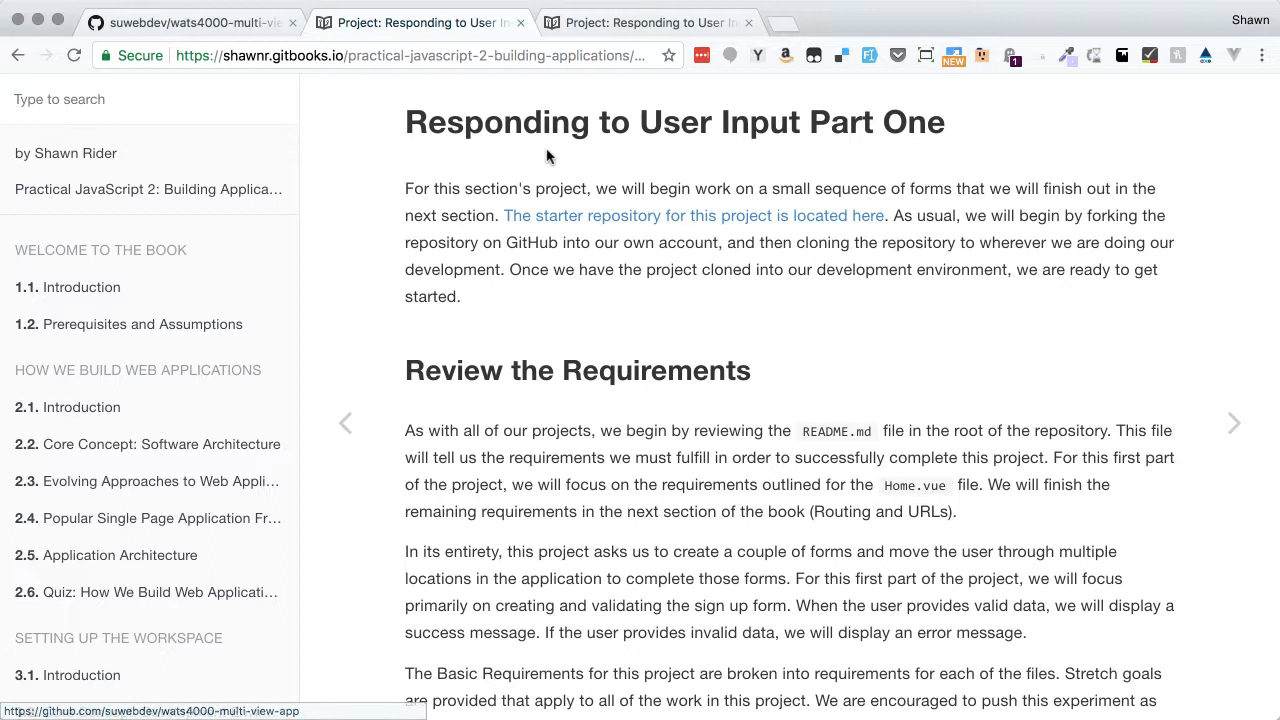 suwebdev/wats4000-multi-vie
Project: Responding to User In
Project: Responding to User In
Shawn
Secure
https://shawnr.gitbooks.io/practical-javascript-2-building-applications/...
NEW
1
Type to search
by Shawn Rider
Practical JavaScript 2: Building Applica...
WELCOME TO THE BOOK
1.1. Introduction
1.2. Prerequisites and Assumptions
HOW WE BUILD WEB APPLICATIONS
2.1. Introduction
2.2. Core Concept: Software Architecture
2.3. Evolving Approaches to Web Appli...
2.4. Popular Single Page Application Fr...
2.5. Application Architecture
2.6. Quiz: How We Build Web Applicati...
SETTING UP THE WORKSPACE
3.1. Introduction
https://github.com/suwebdev/wats4000-multi-view-app
Responding to User Input Part One
For this section's project, we will begin work on a small sequence of forms that we will finish out in the
next section. The starter repository for this project is located here. As usual, we will begin by forking the
repository on GitHub into our own account, and then cloning the repository to wherever we are doing our
development. Once we have the project cloned into our development environment, we are ready to get
started.
Review the Requirements
As with all of our projects, we begin by reviewing the README.md file in the root of the repository. This file
will tell us the requirements we must fulfill in order to successfully complete this project. For this first part
of the project, we will focus on the requirements outlined for the Home.vue file. We will finish the
remaining requirements in the next section of the book (Routing and URLs).
In its entirety, this project asks us to create a couple of forms and move the user through multiple
locations in the application to complete those forms. For this first part of the project, we will focus
primarily on creating and validating the sign up form. When the user provides valid data, we will display a
success message. If the user provides invalid data, we will display an error message.
The Basic Requirements for this project are broken into requirements for each of the files. Stretch goals
are provided that apply to all of the work in this project. We are encouraged to push this experiment as